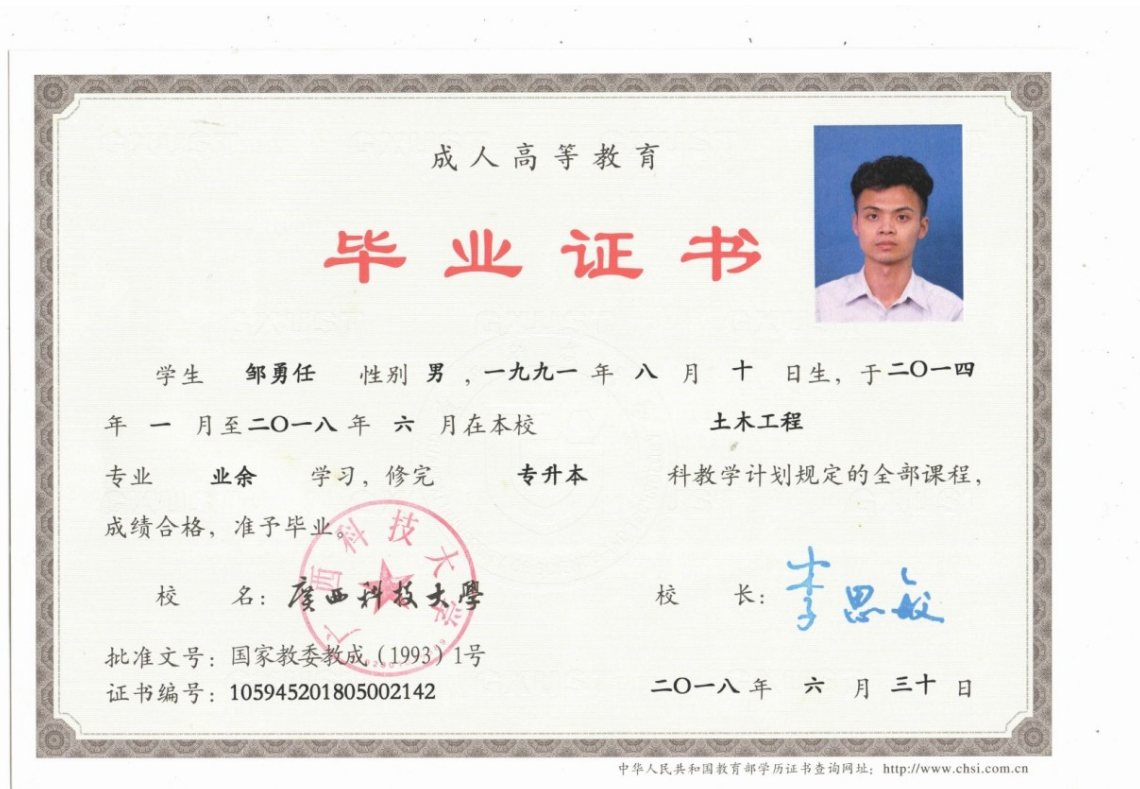 成人高等教育
毕业证书
学生 邹勇任 性别 男 ，一九九一 年 八 月 十 日生，于二〇一四
年 一 月至二〇一八年 六 月在本校 土木工程
专业 业余 学习，修完 专升本 科教学计划规定的全部课程，
成绩合格，准予毕业。
校 名：廣西科技大學
校 长：李思敏
广西科技大学
批准文号：国家教委教成（1993）1号
证书编号：105945201805002142
二〇一八年 六 月 三十 日
中华人民共和国教育部学历证书查询网址：http://www.chsi.com.cn